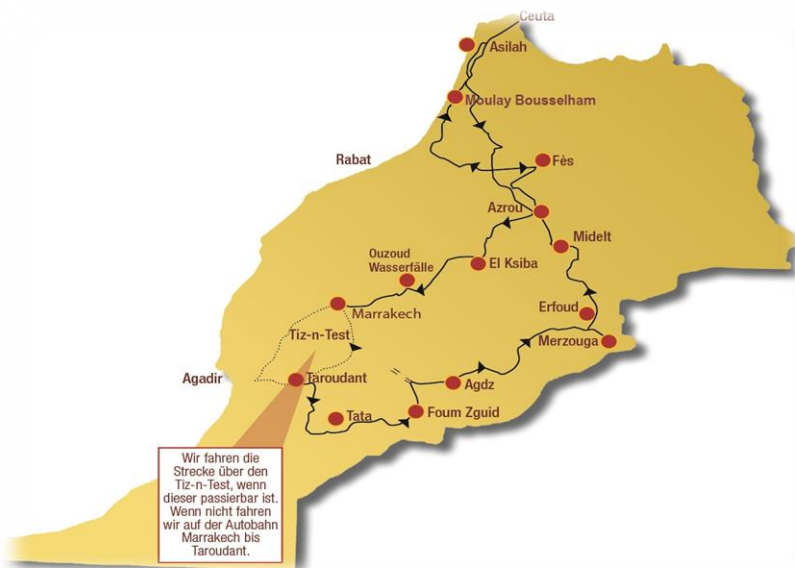 Ceuta
Asilah
Moulay Bousselham
Rabat
Fès
Azrou
Midelt
Ouzoud
Wasserfälle
El Ksiba
Marrakech
Erfoud
Tiz-n-Test
Merzouga
Agadir
Taroudant
Agdz
Tata
Foum Zguid
Wir fahren die
Strecke über den
Tiz-n-Test, wenn
dieser passierbar ist.
Wenn nicht fahren
wir auf der Autobahn
Marrakech bis
Taroudant.